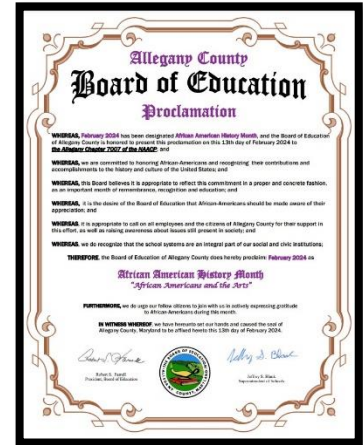 Allegany County
Board of Education
Proclamation
WHEREAS, February 2024 has been designated African American History Month, and the Board of Education
of Allegany County is honored to present this proclamation on this 13th day of February 2024 to
the Allegany Chapter 7007 of the NAACP; and
WHEREAS, we are committed to honoring African-Americans and recognizing their contributions and
accomplishments to the history and culture of the United States; and
WHEREAS, this Board believes it is appropriate to reflect this commitment in a proper and concrete fashion,
as an important month of remembrance, recognition and education; and
WHEREAS, it is the desire of the Board of Education that African-Americans should be made aware of their
appreciation; and
WHEREAS, it is appropriate to call on all employees and the citizens of Allegany County for their support in
this effort, as well as raising awareness about issues still present in society; and
WHEREAS, we do recognize that the school systems are an integral part of our social and civic institutions;
THEREFORE, the Board of Education of Allegany County does hereby proclaim February 2024 as
African American History Month
"African Americans and the Arts"
FURTHERMORE, we do urge our fellow citizens to join with us in actively expressing gratitude
to African-Americans during this month.
IN WITNESS WHEREOF, we have hereunto set our hands and caused the seal of
Allegany County, Maryland to be affixed hereto this 13th day of February 2024.
President, Board of Education
Jeffrey S. Blank
Superintendent of Schools